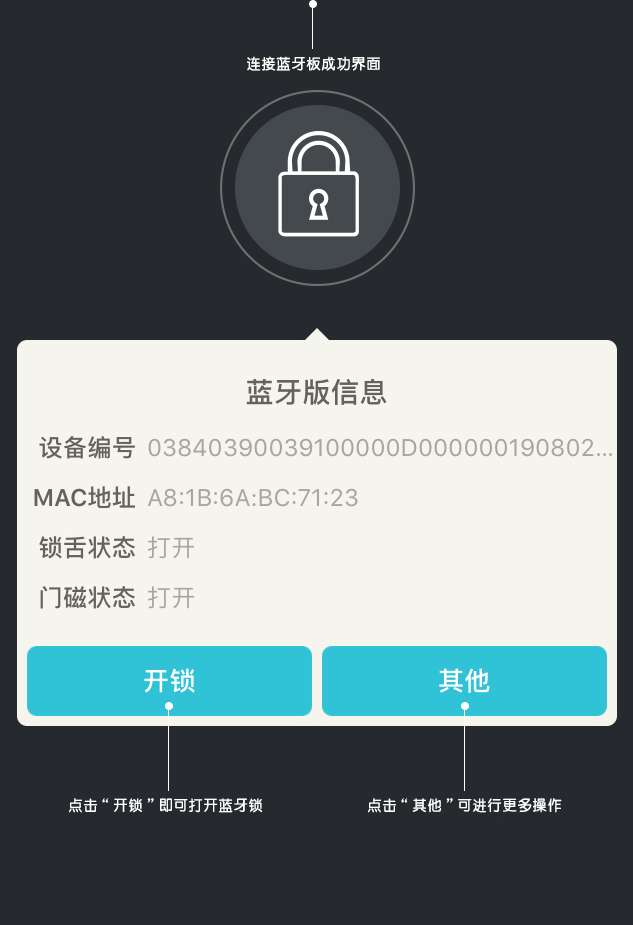 连接蓝牙板成功界面
蓝牙版信息
设备编号 03840390039100000D000000190802...
MAC地址 A8:1B:6A:BC:71:23
锁舌状态 打开
门磁状态 打开
开锁 其他
点击“开锁”即可打开蓝牙锁 点击“其他”可进行更多操作